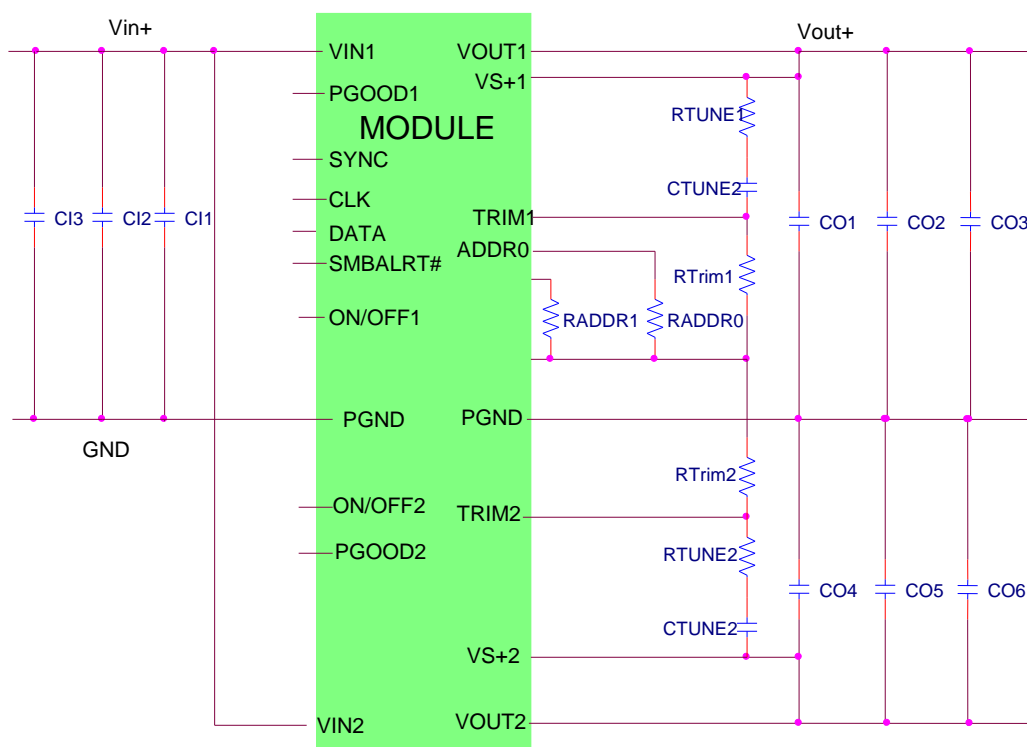 Vin+
Vout+
VIN1
VOUT1
VS+1
PGOOD1
RTUNE1
MODULE
SYNC
CTUNE2
CLK
TRIM1
CI3
CI2
CI1
CO1
CO2
CO3
DATA
ADDR0
SMBALRT#
RTrim1
ON/OFF1
RADDR1
RADDR0
PGND
PGND
GND
RTrim2
ON/OFF2
TRIM2
PGOOD2
RTUNE2
CO4
CO5
CO6
CTUNE2
VS+2
VIN2
VOUT2